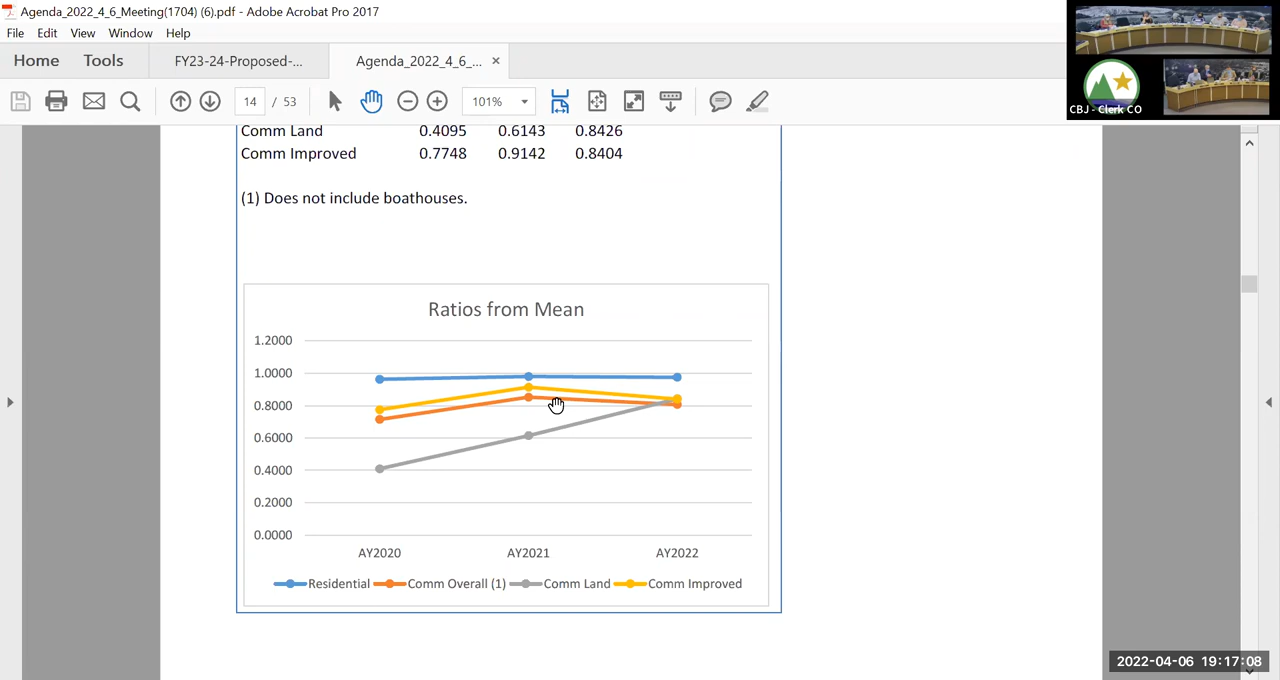 Agenda_2022_4_6_Meeting(1704) (6).pdf - Adobe Acrobat Pro 2017
File Edit View Window Help
Home Tools FY23-24-Proposed-... Agenda_2022_4_6_... ×
14 / 53 101%
CBJ - Clerk CO
Comm Land 0.4095 0.6143 0.8426
Comm Improved 0.7748 0.9142 0.8404
(1) Does not include boathouses.
Ratios from Mean
1.2000
1.0000
0.8000
0.6000
0.4000
0.2000
0.0000
AY2020 AY2021 AY2022
Residential Comm Overall (1) Comm Land Comm Improved
2022-04-06 19:17:08